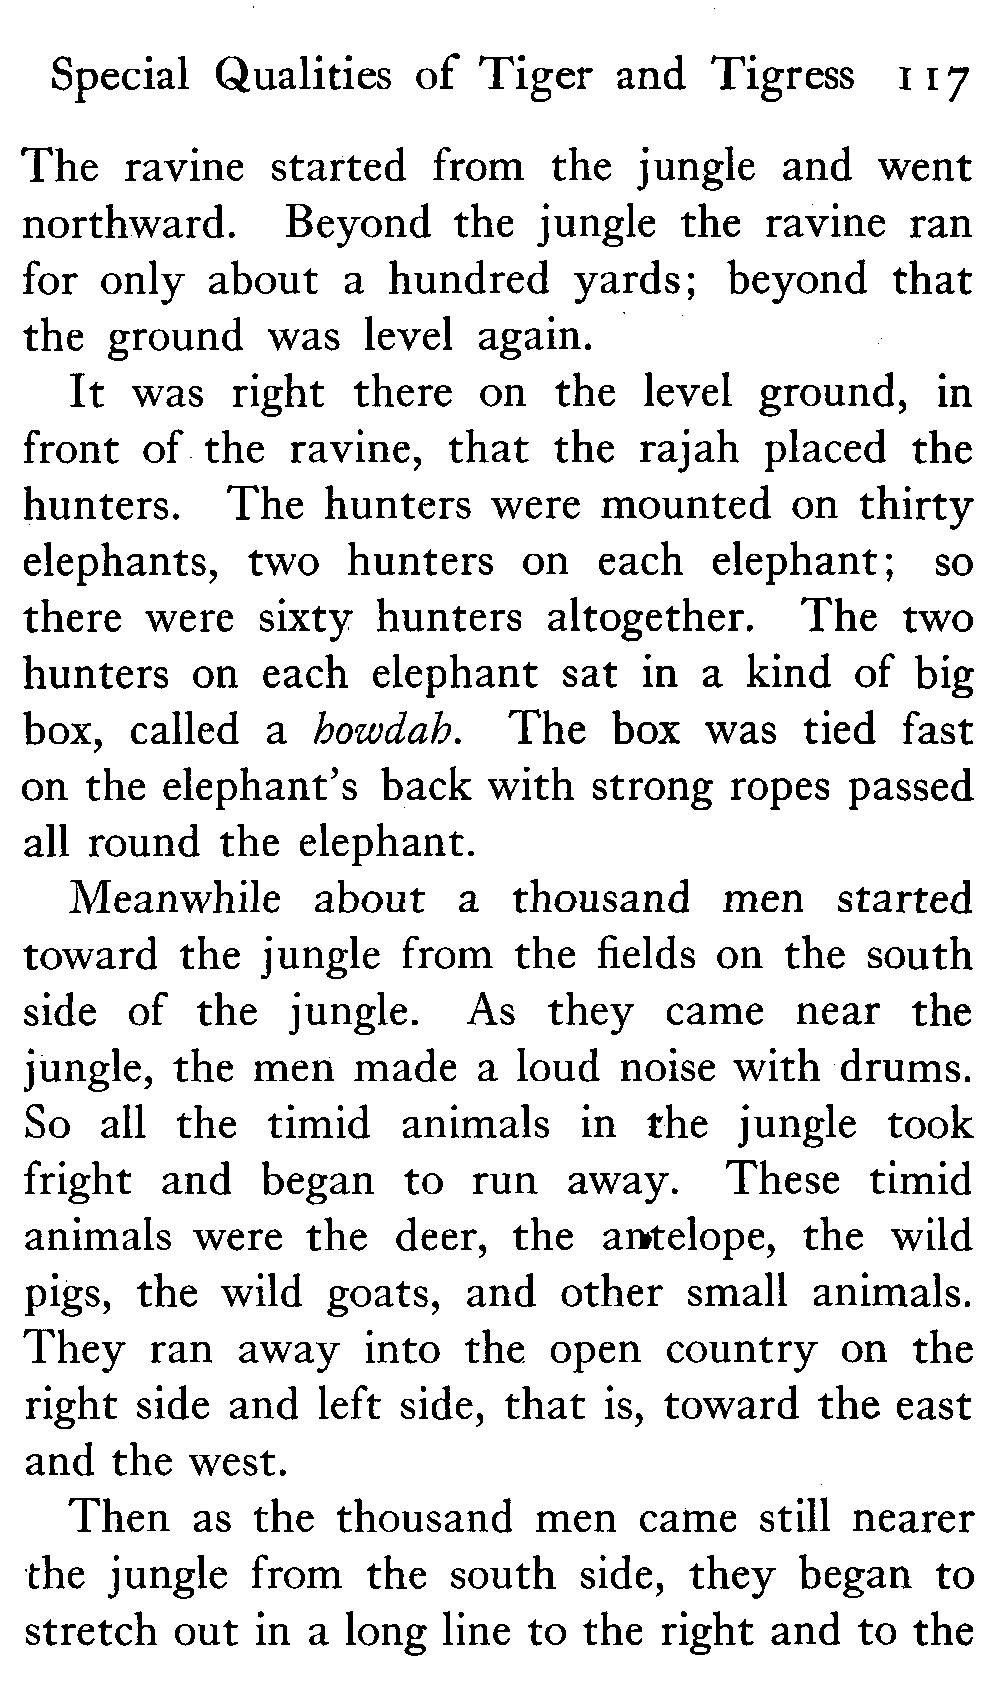 Special Qualities of Tiger and Tigress 117
The ravine started from the jungle and went
northward. Beyond the jungle the ravine ran
for only about a hundred yards; beyond that
the ground was level again.
It was right there on the level ground, in
front of the ravine, that the rajah placed the
hunters. The hunters were mounted on thirty
elephants, two hunters on each elephant; so
there were sixty hunters altogether. The two
hunters on each elephant sat in a kind of big
box, called a howdah. The box was tied fast
on the elephant's back with strong ropes passed
all round the elephant.
Meanwhile about a thousand men started
toward the jungle from the fields on the south
side of the jungle. As they came near the
jungle, the men made a loud noise with drums.
So all the timid animals in the jungle took
fright and began to run away. These timid
animals were the deer, the antelope, the wild
pigs, the wild goats, and other small animals.
They ran away into the open country on the
right side and left side, that is, toward the east
and the west.
Then as the thousand men came still nearer
the jungle from the south side, they began to
stretch out in a long line to the right and to the